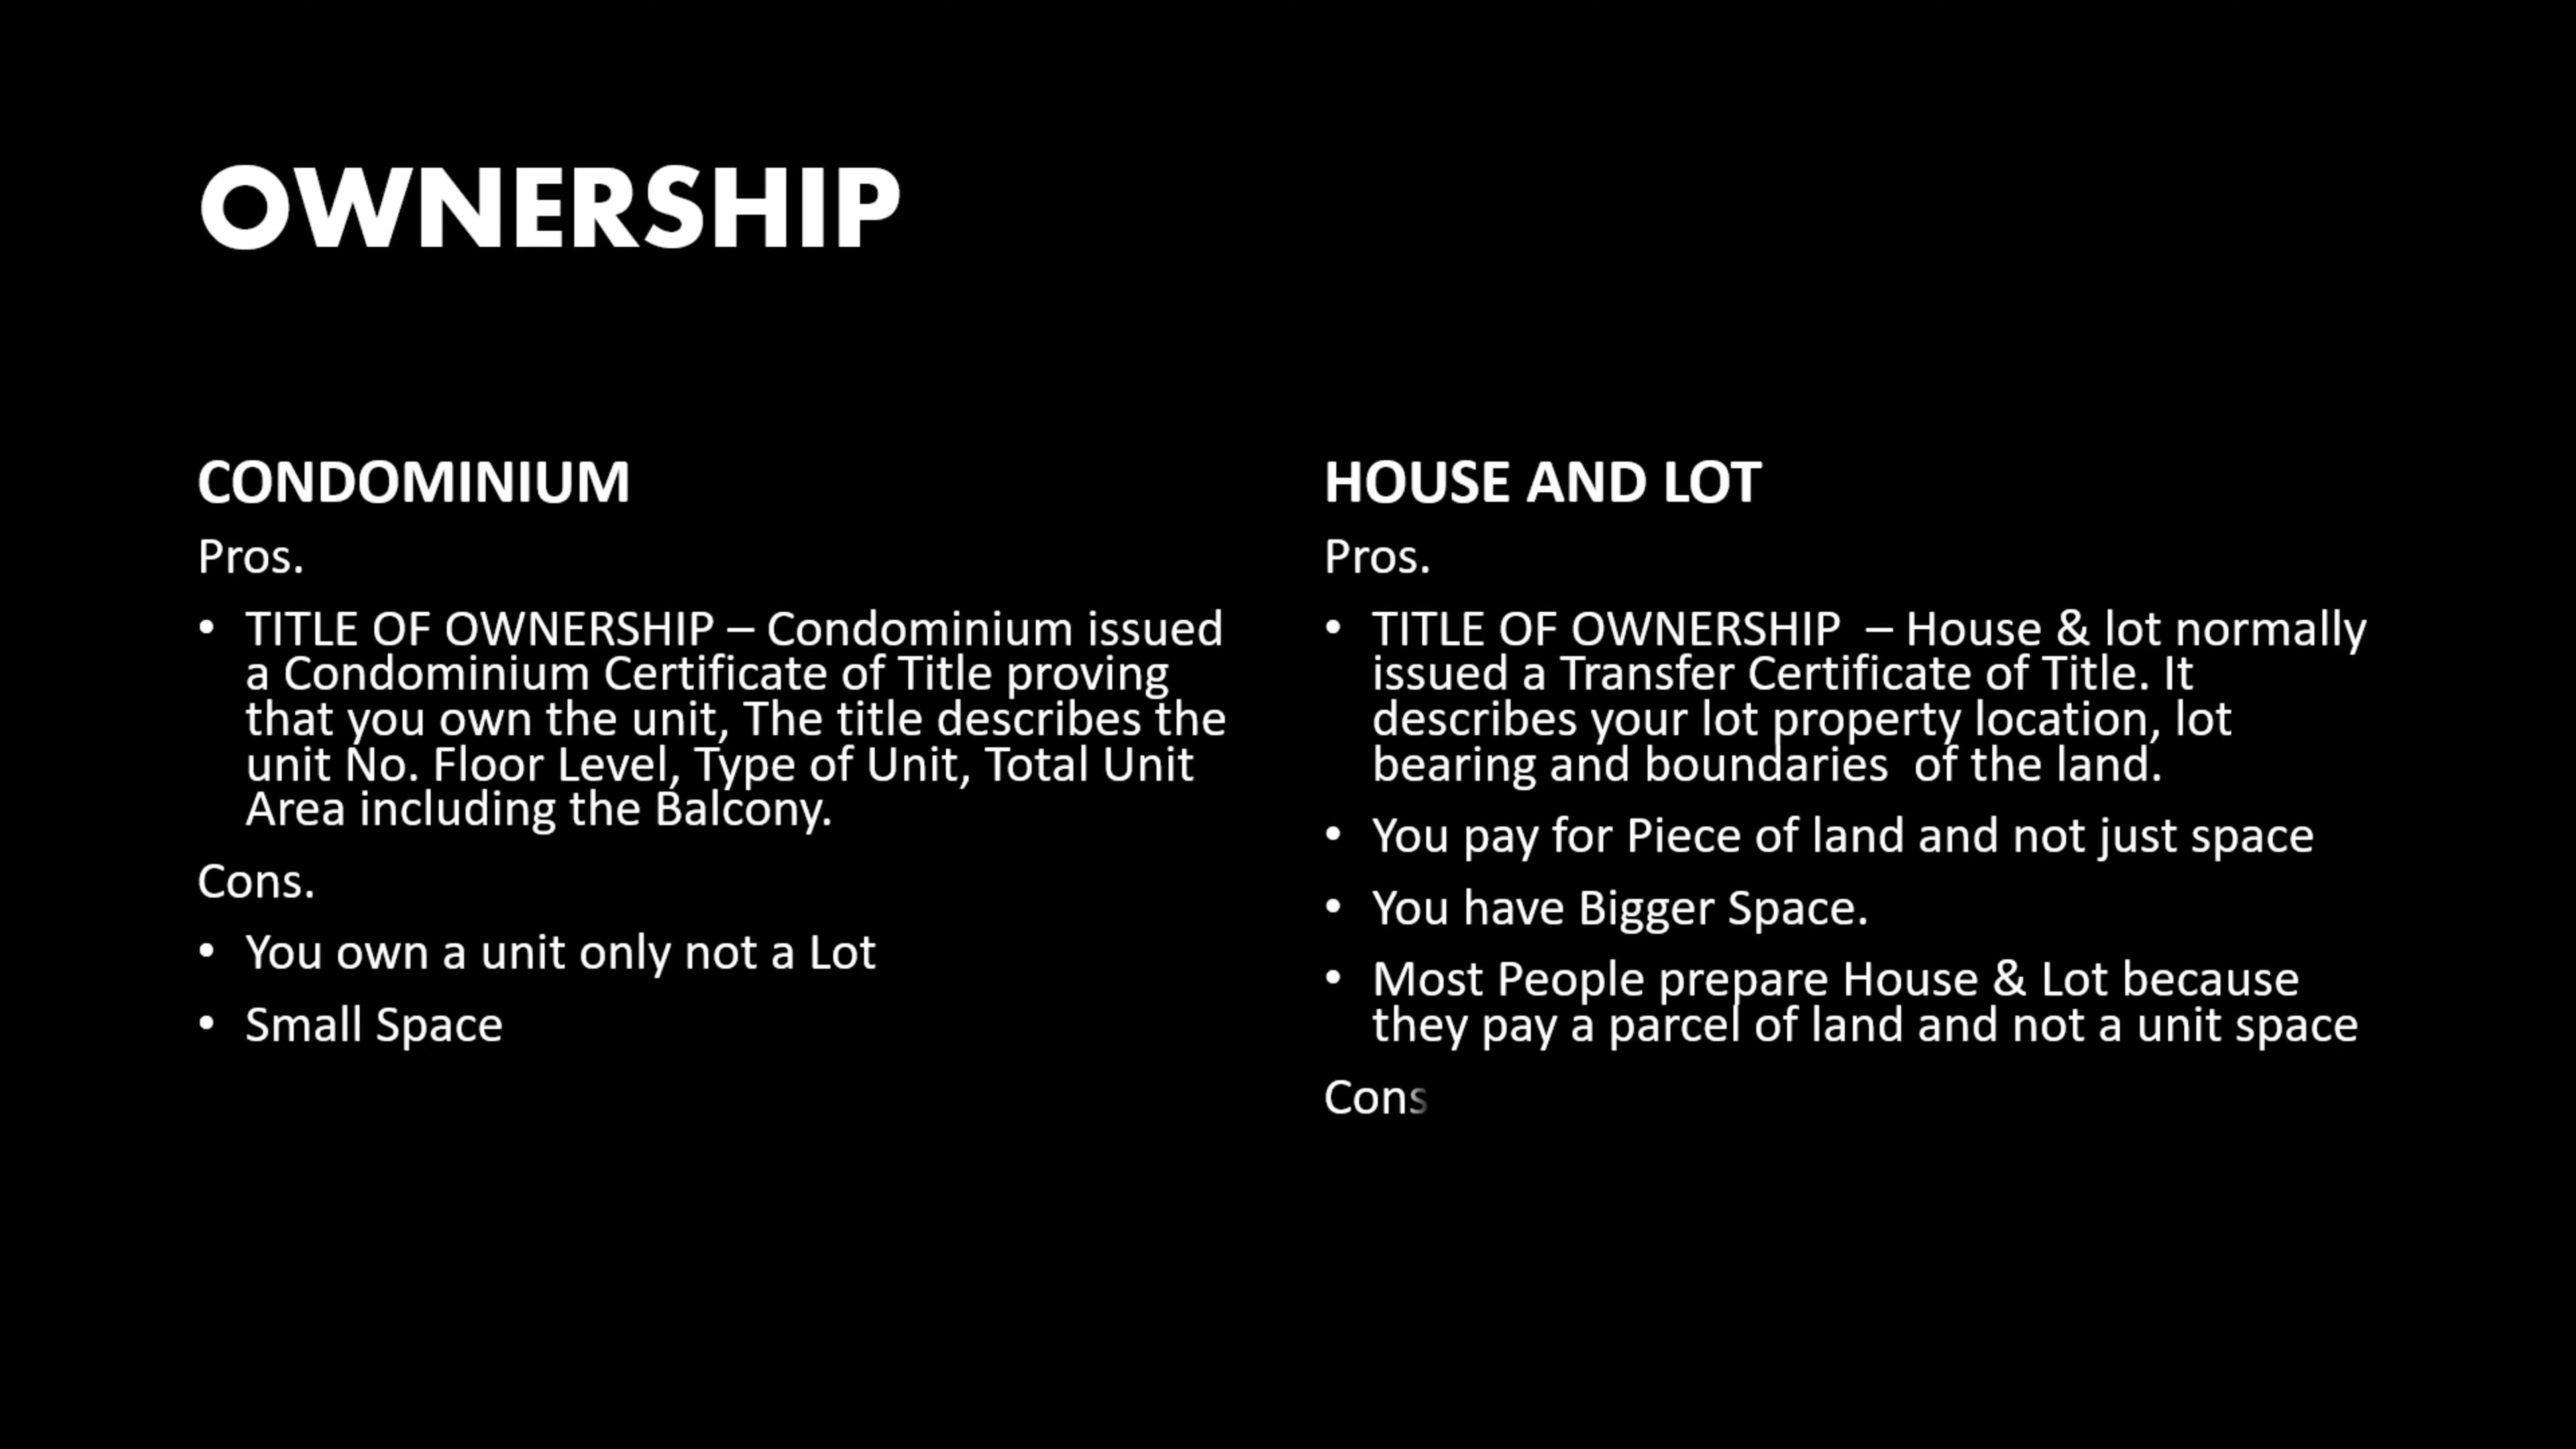 OWNERSHIP
CONDOMINIUM
Pros.
• TITLE OF OWNERSHIP – Condominium issued
a Condominium Certificate of Title proving
that you own the unit, The title describes the
unit No. Floor Level, Type of Unit, Total Unit
Area including the Balcony.
Cons.
• You own a unit only not a Lot
• Small Space
HOUSE AND LOT
Pros.
• TITLE OF OWNERSHIP – House & lot normally
issued a Transfer Certificate of Title. It
describes your lot property location, lot
bearing and boundaries of the land.
• You pay for Piece of land and not just space
• You have Bigger Space.
• Most People prepare House & Lot because
they pay a parcel of land and not a unit space
Cons